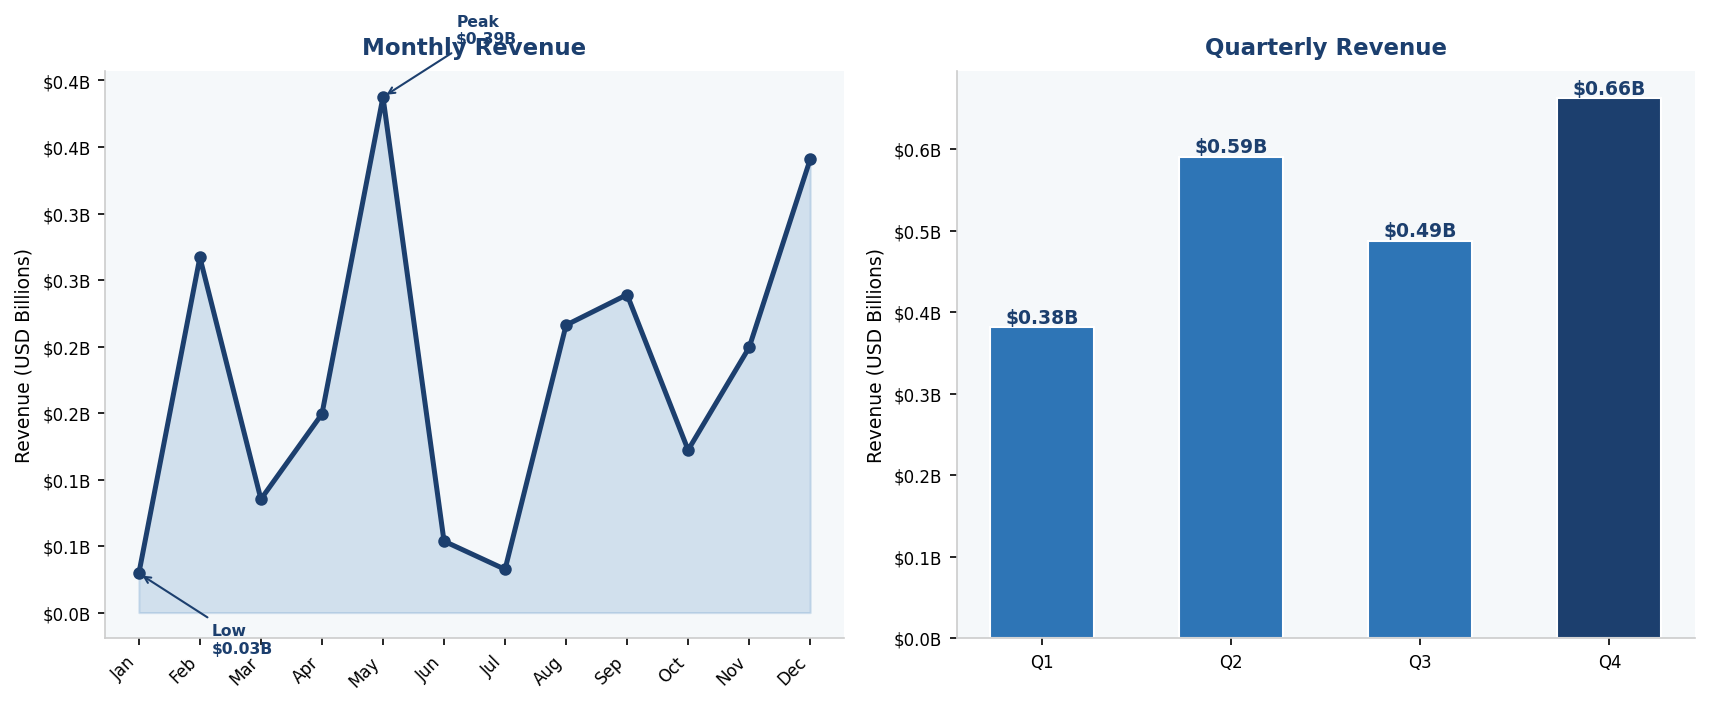 Peak
$0.39B
Monthly Revenue
Revenue (USD Billions)
$0.4B
$0.4B
$0.3B
$0.3B
$0.2B
$0.2B
$0.1B
$0.1B
$0.0B
Low
$0.03B
Jan
Feb
Mar
Apr
May
Jun
Jul
Aug
Sep
Oct
Nov
Dec
Quarterly Revenue
Revenue (USD Billions)
$0.6B
$0.5B
$0.4B
$0.3B
$0.2B
$0.1B
$0.0B
$0.38B
$0.59B
$0.49B
$0.66B
Q1
Q2
Q3
Q4